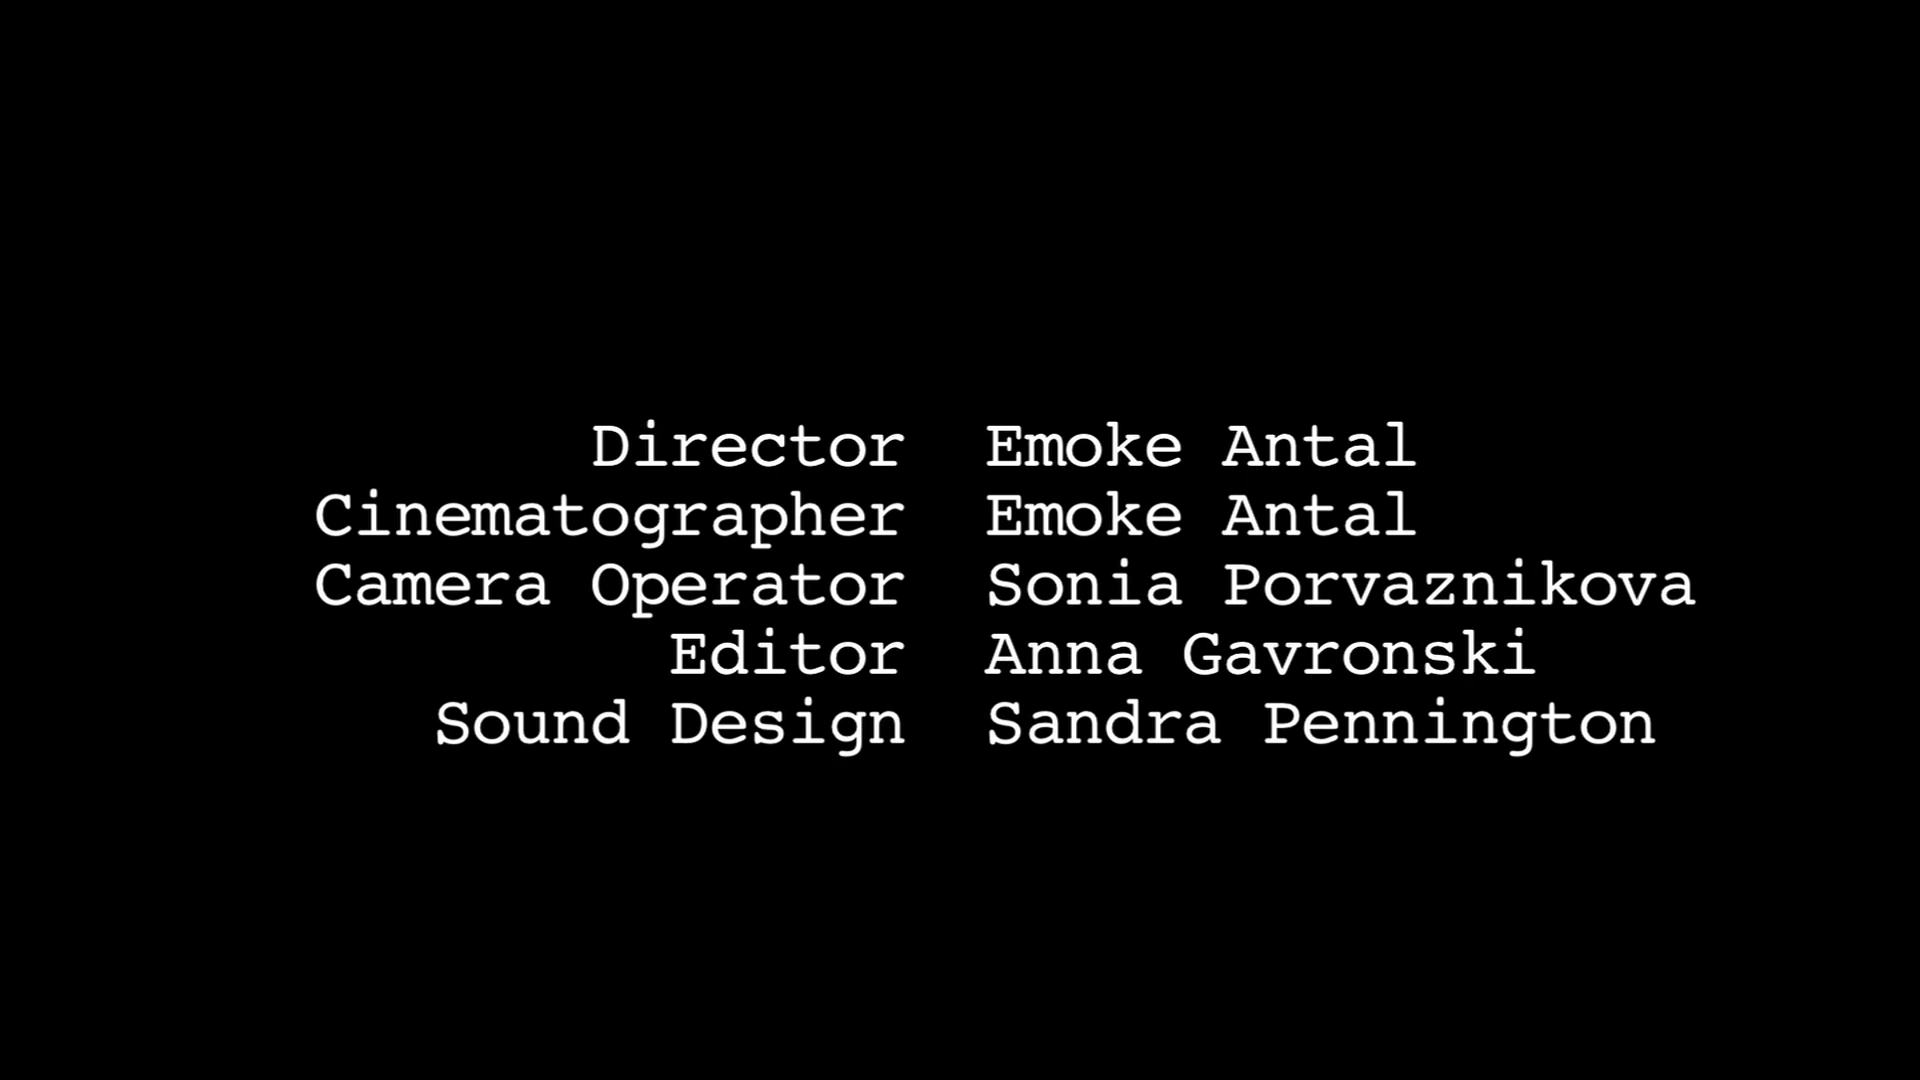 Director Emoke Antal
Cinematographer Emoke Antal
Camera Operator Sonia Porvaznikova
Editor Anna Gavronski
Sound Design Sandra Pennington